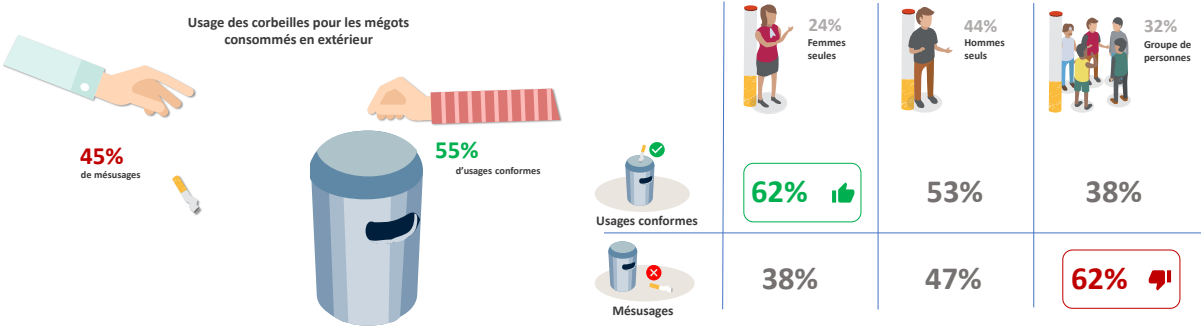 Usage des corbeilles pour les mégots
consommés en extérieur
45%
de mésusages
55%
d'usages conformes
24%
Femmes
seules
44%
Hommes
seuls
32%
Groupe de
personnes
Usages conformes
62%
53%
38%
Mésusages
38%
47%
62%